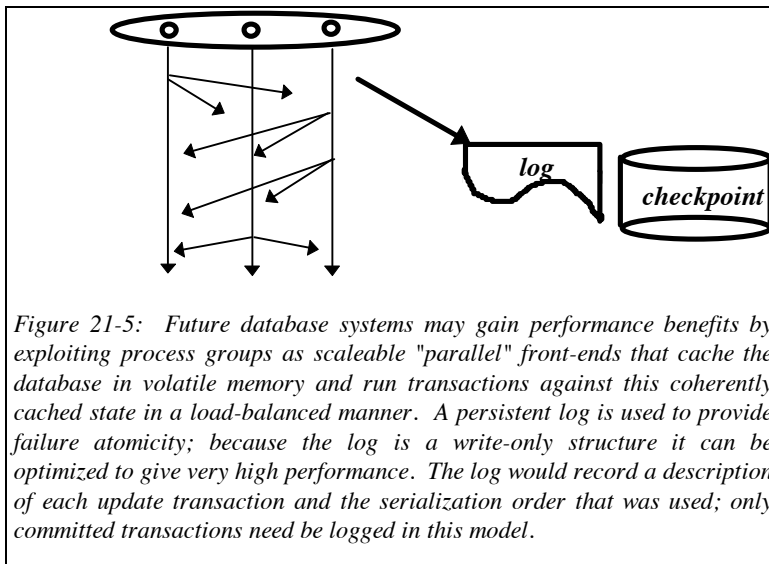 log
checkpoint
Figure 21-5: Future database systems may gain performance benefits by
exploiting process groups as scaleable "parallel" front-ends that cache the
database in volatile memory and run transactions against this coherently
cached state in a load-balanced manner. A persistent log is used to provide
failure atomicity; because the log is a write-only structure it can be
optimized to give very high performance. The log would record a description
of each update transaction and the serialization order that was used; only
committed transactions need be logged in this model.